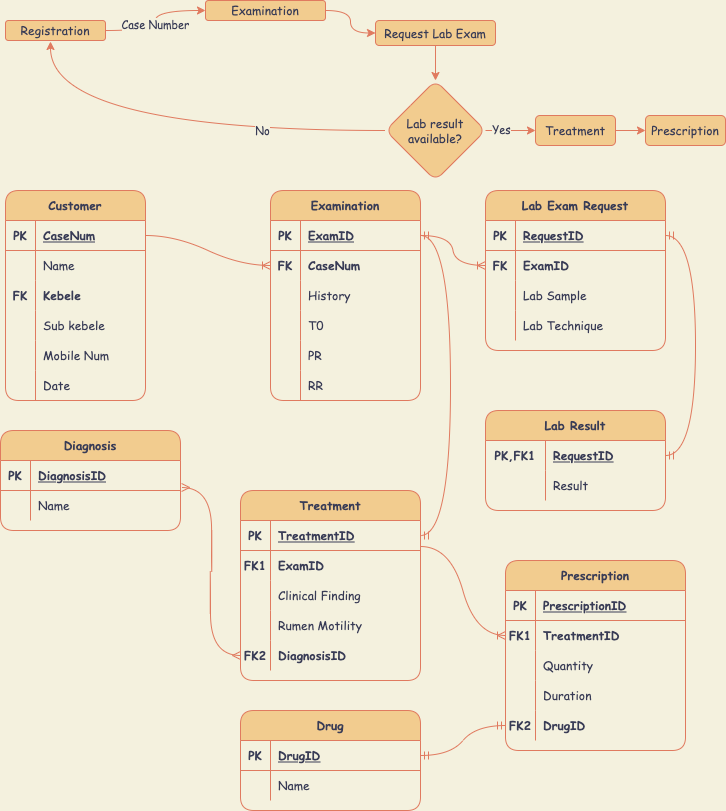 Examination
Registration
Case Number
Request Lab Exam
Lab result
available?
No
Yes
Treatment
Prescription
Customer
PK CaseNum
Name
FK Kebele
Sub kebele
Mobile Num
Date
Examination
PK ExamID
FK CaseNum
History
T0
PR
RR
Lab Exam Request
PK RequestID
FK ExamID
Lab Sample
Lab Technique
Lab Result
PK,FK1 RequestID
Result
Diagnosis
PK DiagnosisID
Name
Treatment
PK TreatmentID
FK1 ExamID
Clinical Finding
Rumen Motility
FK2 DiagnosisID
Prescription
PK PrescriptionID
FK1 TreatmentID
Quantity
Duration
FK2 DrugID
Drug
PK DrugID
Name